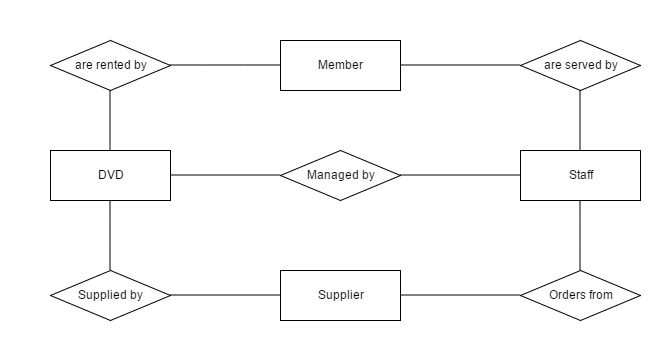 are rented by
Member
are served by
DVD
Managed by
Staff
Supplied by
Supplier
Orders from